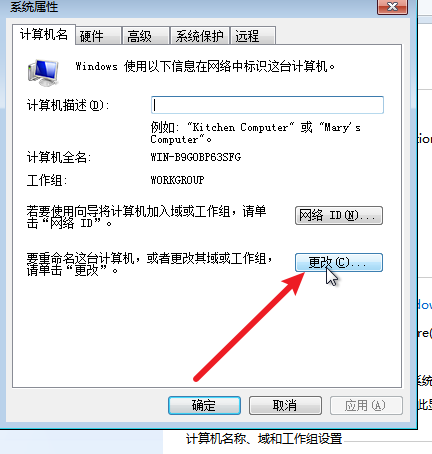 系统属性
计算机名 硬件 高级 系统保护 远程
Windows 使用以下信息在网络中标识这台计算机。
计算机描述(D):
例如: "Kitchen Computer" 或 "Mary's
Computer"。
计算机全名: WIN-B9GOBP63SFG
工作组: WORKGROUP
若要使用向导将计算机加入域或工作组，请单
击“网络 ID”。
网络 ID(N)...
要重命名这台计算机，或者更改其域或工作组，
请单击“更改”。
更改(C)...
确定 取消 应用(A)
计算机名称、域和工作组设置